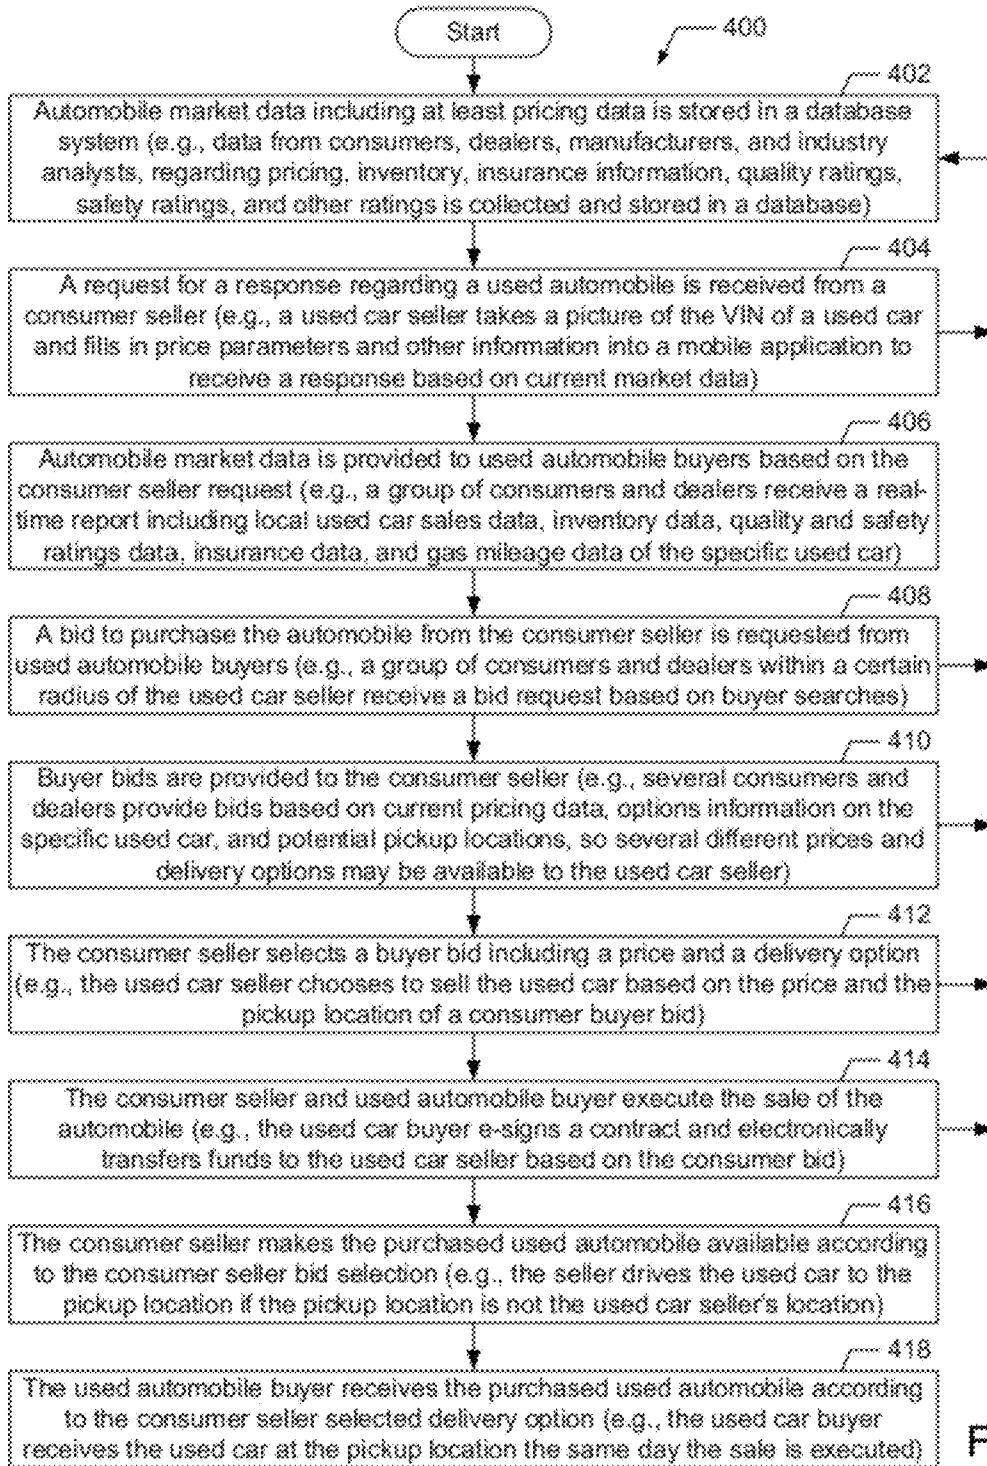 Start
400
402
Automobile market data including at least pricing data is stored in a database
system (e.g., data from consumers, dealers, manufacturers, and industry
analysts, regarding pricing, inventory, insurance information, quality ratings,
safety ratings, and other ratings is collected and stored in a database)
404
A request for a response regarding a used automobile is received from a
consumer seller (e.g., a used car seller takes a picture of the VIN of a used car
and fills in price parameters and other information into a mobile application to
receive a response based on current market data)
406
Automobile market data is provided to used automobile buyers based on the
consumer seller request (e.g., a group of consumers and dealers receive a real-
time report including local used car sales data, inventory data, quality and safety
ratings data, insurance data, and gas mileage data of the specific used car)
408
A bid to purchase the automobile from the consumer seller is requested from
used automobile buyers (e.g., a group of consumers and dealers within a certain
radius of the used car seller receive a bid request based on buyer searches)
410
Buyer bids are provided to the consumer seller (e.g., several consumers and
dealers provide bids based on current pricing data, options information on the
specific used car, and potential pickup locations, so several different prices and
delivery options may be available to the used car seller)
412
The consumer seller selects a buyer bid including a price and a delivery option
(e.g., the used car seller chooses to sell the used car based on the price and the
pickup location of a consumer buyer bid)
414
The consumer seller and used automobile buyer execute the sale of the
automobile (e.g., the used car buyer e-signs a contract and electronically
transfers funds to the used car seller based on the consumer bid)
416
The consumer seller makes the purchased used automobile available according
to the consumer seller bid selection (e.g., the seller drives the used car to the
pickup location if the pickup location is not the used car seller's location)
418
The used automobile buyer receives the purchased used automobile according
to the consumer seller selected delivery option (e.g., the used car buyer
receives the used car at the pickup location the same day the sale is executed)
F